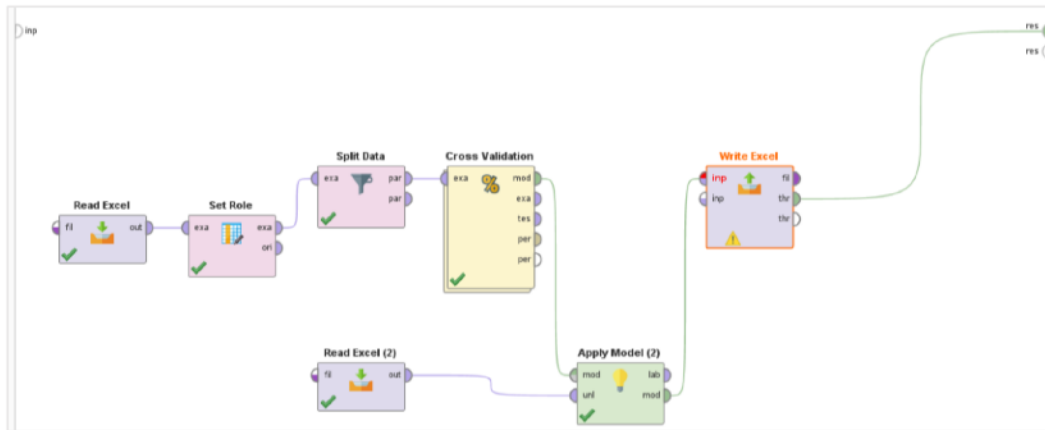 inp
res
res
Split Data
exa par
par
Cross Validation
exa mod
exa
tes
per
per
Write Excel
inp fil
inp thr
thr
Read Excel
fil out
Set Role
exa exa
ori
Read Excel (2)
fil out
Apply Model (2)
mod lab
unl mod